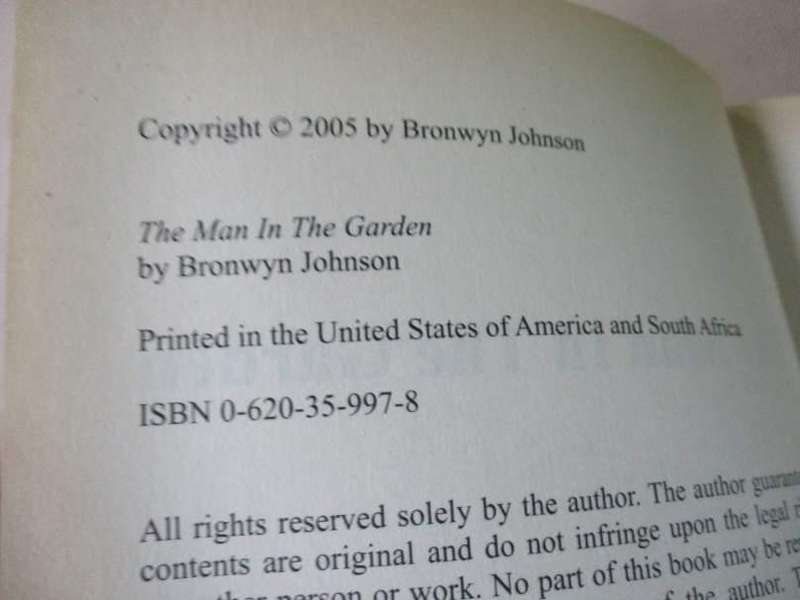 Copyright © 2005 by Bronwyn Johnson
The Man In The Garden
by Bronwyn Johnson
Printed in the United States of America and South Africa
ISBN 0-620-35-997-8
All rights reserved solely by the author. The author
contents are original and do not infringe upon the legal
person or work. No part of this book may be
of the author.